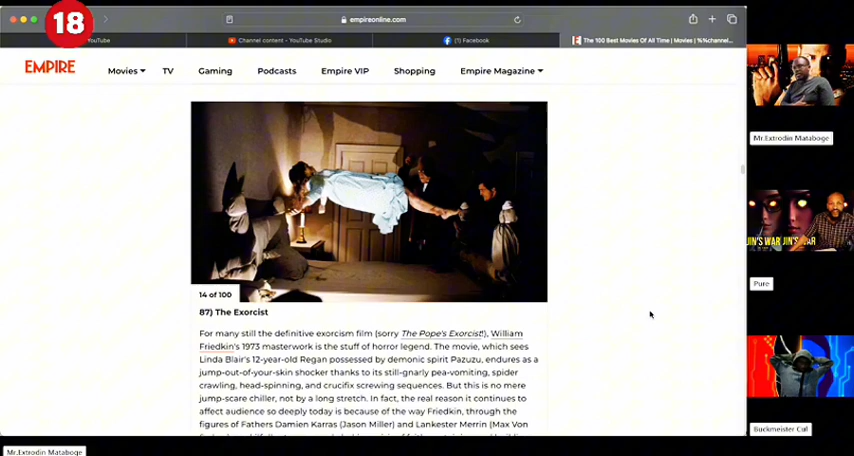 18
empireonline.com
YouTube
Channel content - YouTube Studio
(1) Facebook
The 100 Best Movies Of All Time | Movies | %%channel...
EMPIRE
Movies
TV
Gaming
Podcasts
Empire VIP
Shopping
Empire Magazine
14 of 100
87) The Exorcist
For many still the definitive exorcism film (sorry The Pope's Exorcist!), William
Friedkin's 1973 masterwork is the stuff of horror legend. The movie, which sees
Linda Blair's 12-year-old Regan possessed by demonic spirit Pazuzu, endures as a
jump-out-of-your-skin shocker thanks to its still-gnarly pea-vomiting, spider
crawling, head-spinning, and crucifix screwing sequences. But this is no mere
jump-scare chiller, not by a long stretch. In fact, the real reason it continues to
affect audience so deeply today is because of the way Friedkin, through the
figures of Fathers Damien Karras (Jason Miller) and Lankester Merrin (Max Von
Mr.Extrodin Mataboge
JIN'S WAR JIN'S WAR
Pure
Buckmeister Cul
Mr.Extrodin Mataboge